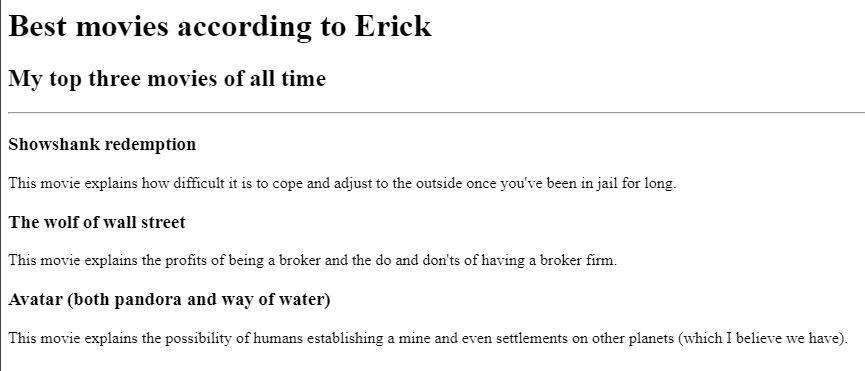 Best movies according to Erick
My top three movies of all time
Showshank redemption
This movie explains how difficult it is to cope and adjust to the outside once you've been in jail for long.
The wolf of wall street
This movie explains the profits of being a broker and the do and don'ts of having a broker firm.
Avatar (both pandora and way of water)
This movie explains the possibility of humans establishing a mine and even settlements on other planets (which I believe we have).